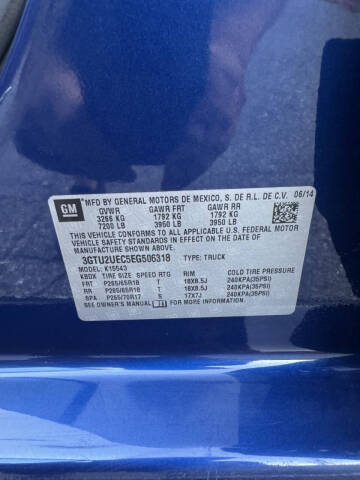 GM
MFD BY GENERAL MOTORS DE MEXICO, S. DE R.L. DE C.V. 06/14
GVWR GAWR FRT GAWR RR
3266 KG 1792 KG 1792 KG
7200 LB 3950 LB 3950 LB
THIS VEHICLE CONFORMS TO ALL APPLICABLE U.S. FEDERAL MOTOR
VEHICLE SAFETY STANDARDS IN EFFECT ON THE DATE OF
MANUFACTURE SHOWN ABOVE.
3GTU2UEC5EG506318 TYPE: TRUCK
MODEL: K15543
KBDX TIRE SIZE SPEED RTG RIM COLD TIRE PRESSURE
FRT P265/65R18 T 18X8.5J 240KPA(35PSI)
RR P265/65R18 T 18X8.5J 240KPA(35PSI)
SPA P265/70R17 S 17X7J 240KPA(35PSI)
SEE OWNER'S MANUAL FOR MORE INFORMATION